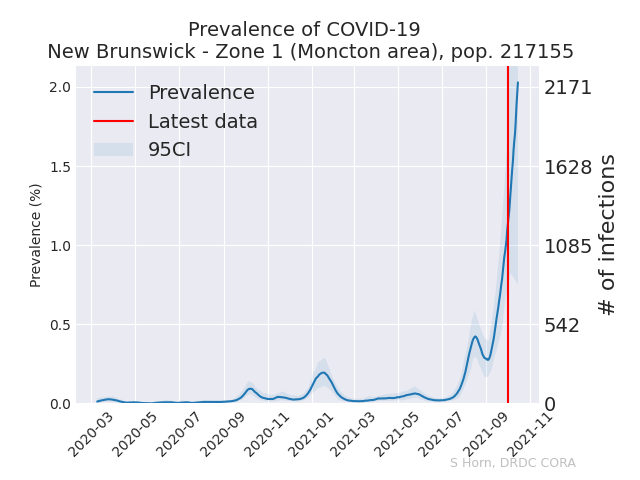 Prevalence of COVID-19
New Brunswick - Zone 1 (Moncton area), pop. 217155
Prevalence
Latest data
95CI
Prevalence (%)
2.0
1.5
1.0
0.5
0.0
2171
1628
1085
542
0
# of infections
2020-03
2020-05
2020-07
2020-09
2020-11
2021-01
2021-03
2021-05
2021-07
2021-09
2021-11
S Horn, DRDC CORA